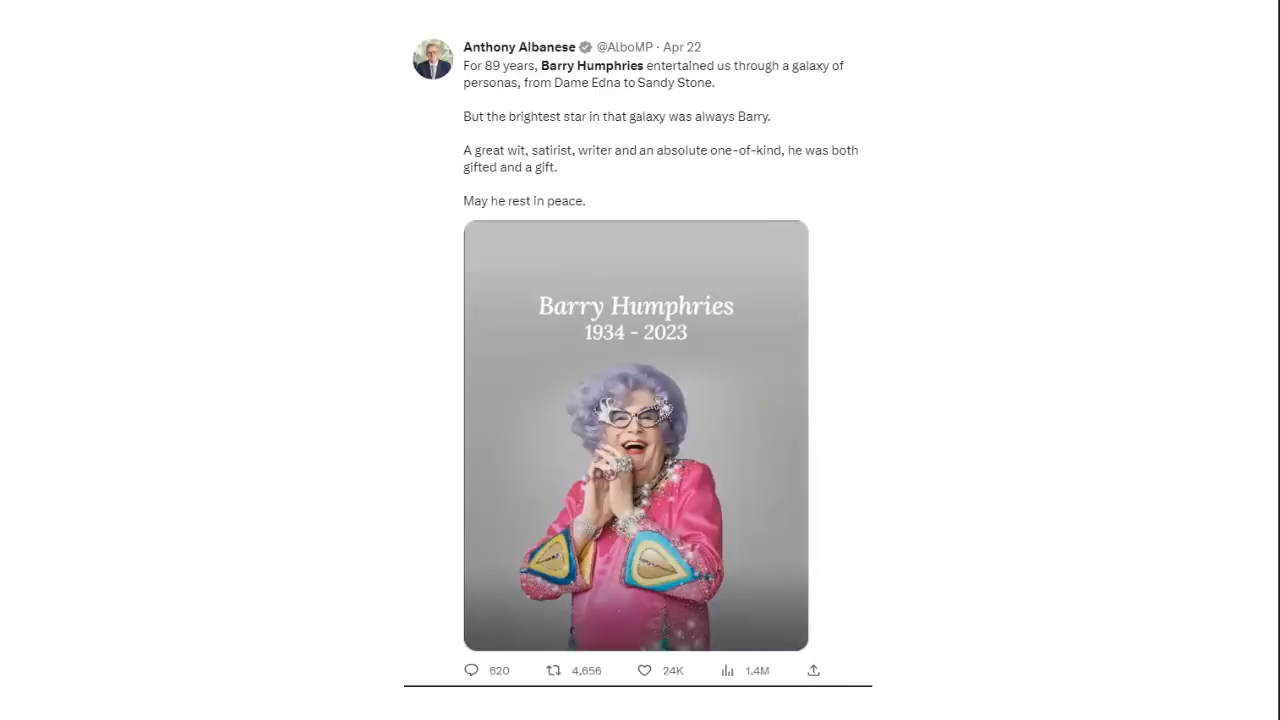 Anthony Albanese @AlboMP · Apr 22
For 89 years, Barry Humphries entertained us through a galaxy of
personas, from Dame Edna to Sandy Stone.
But the brightest star in that galaxy was always Barry.
A great wit, satirist, writer and an absolute one-of-kind, he was both
gifted and a gift.
May he rest in peace.
Barry Humphries
1934 - 2023
620 4,656 24K 1.4M